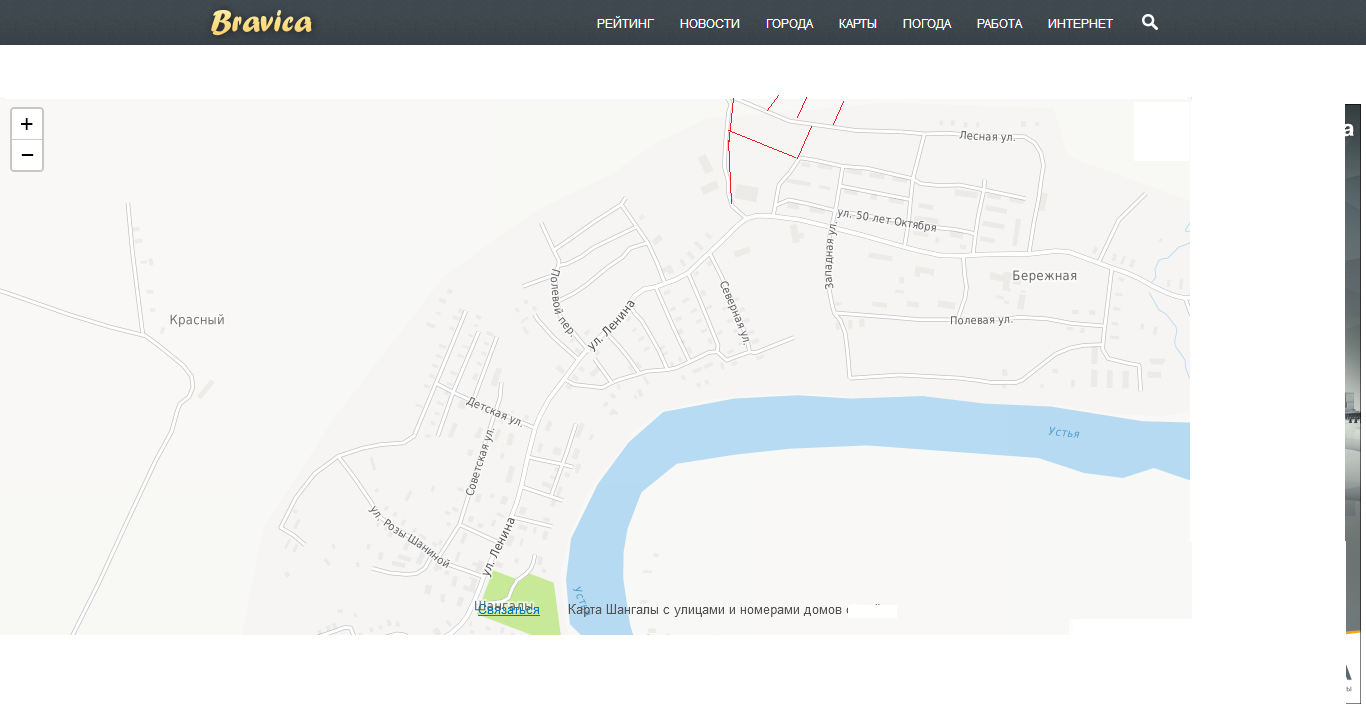 Bravica
РЕЙТИНГ НОВОСТИ ГОРОДА КАРТЫ ПОГОДА РАБОТА ИНТЕРНЕТ
+
−
Лесная ул.
ул. 50 лет Октября
Западная ул.
Бережная
Полевой пер.
Северная ул.
ул. Ленина
Красный
Полевая ул.
Детская ул.
Устья
Советская ул.
ул. Розы Шаниной
ул. Ленина
Шангалы
Связаться
Карта Шангалы с улицами и номерами домов